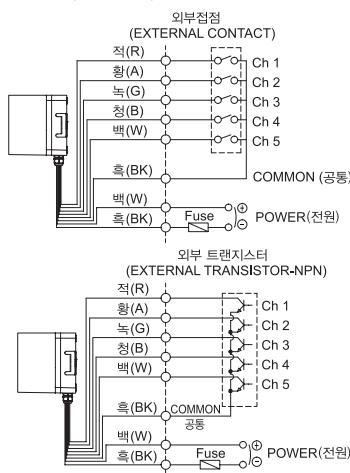 외부접점
(EXTERNAL CONTACT)
적(R)
황(A)
녹(G)
청(B)
백(W)
Ch 1
Ch 2
Ch 3
Ch 4
Ch 5
흑(BK)
COMMON (공통)
백(W)
흑(BK)
Fuse
⊕
⊖
POWER(전원)
외부 트랜지스터
(EXTERNAL TRANSISTOR-NPN)
적(R)
황(A)
녹(G)
청(B)
백(W)
Ch 1
Ch 2
Ch 3
Ch 4
Ch 5
흑(BK)
COMMON
공통
백(W)
흑(BK)
Fuse
⊕
⊖
POWER(전원)